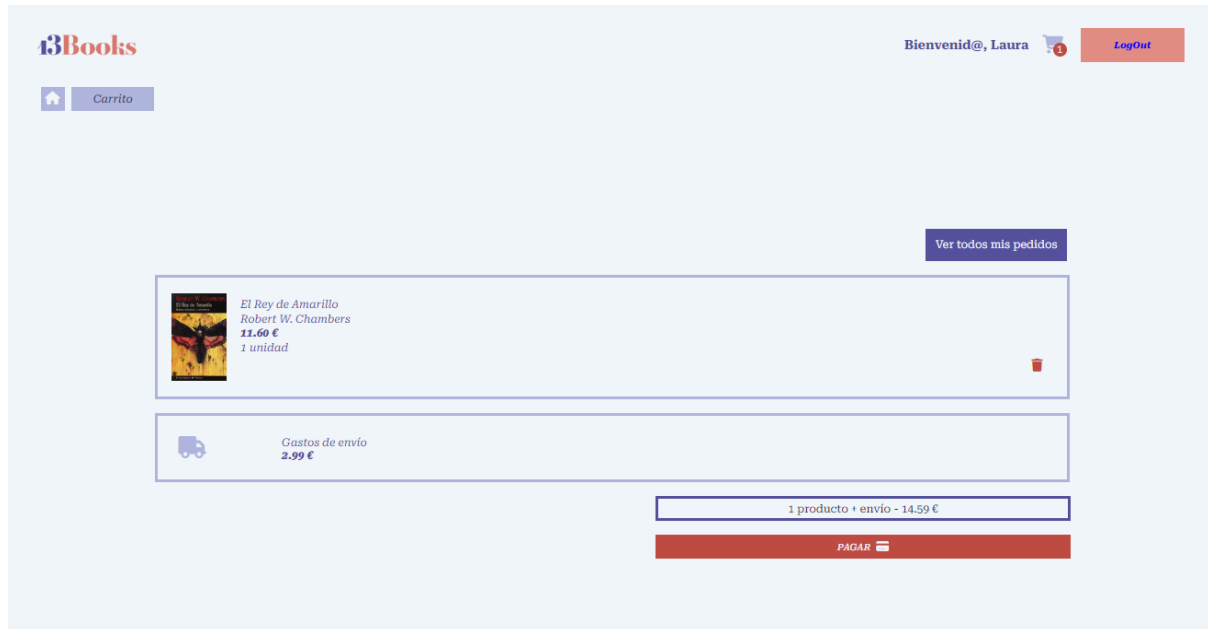 13Books
Bienvenid@, Laura
1
LogOut
Carrito
Ver todos mis pedidos
El Rey de Amarillo
Robert W. Chambers
11.60 €
1 unidad
Gastos de envío
2.99 €
1 producto + envío - 14.59 €
PAGAR